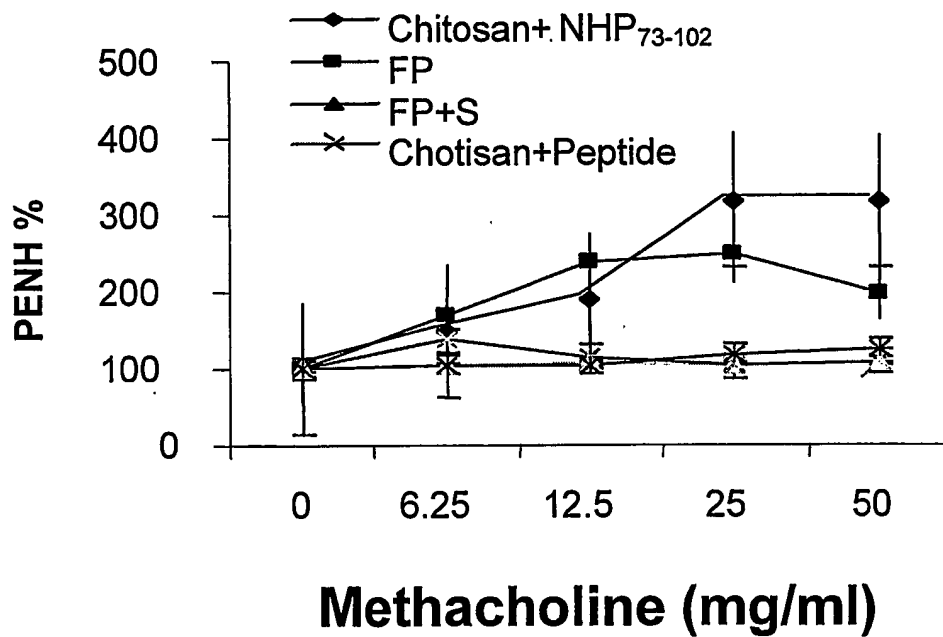 Chitosan+ NHP73-102
FP
FP+S
Chotisan+Peptide
500
400
300
200
100
0
PENH %
0 6.25 12.5 25 50
Methacholine (mg/ml)